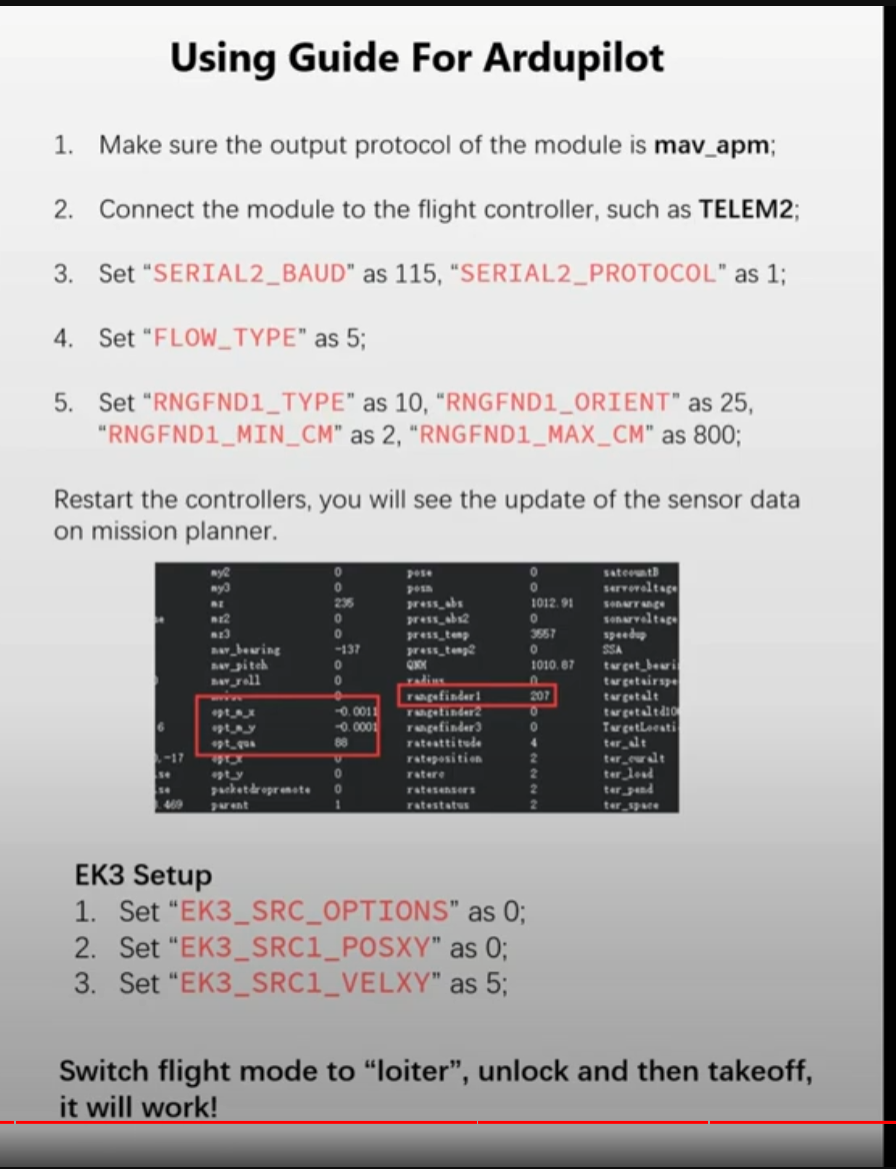 Using Guide For Ardupilot
1. Make sure the output protocol of the module is mav_apm;
2. Connect the module to the flight controller, such as TELEM2;
3. Set “SERIAL2_BAUD” as 115, “SERIAL2_PROTOCOL” as 1;
4. Set “FLOW_TYPE” as 5;
5. Set “RNGFND1_TYPE” as 10, “RNGFND1_ORIENT” as 25,
“RNGFND1_MIN_CM” as 2, “RNGFND1_MAX_CM” as 800;
Restart the controllers, you will see the update of the sensor data
on mission planner.
my2 0 pose 0 satcountB
my3 0 posn 0 servovoltage
mz 235 press_abs 1012.91 sonarrange
se mz2 0 press_abs2 0 sonarvoltage
mz3 0 press_temp 3557 speedup
nav_bearing -137 press_temp2 0 SSA
nav_pitch 0 QNH 1010.87 target_beari
nav_roll 0 radius 0 targetairspe
0 rangefinder1 207 targetalt
opt_m_x -0.0011 rangefinder2 0 targetaltd10
6 opt_m_y -0.0001 rangefinder3 0 TargetLocati
opt_qua 88 rateattitude 4 ter_alt
.-17 opt_x 0 rateposition 2 ter_curalt
.se opt_y 0 raterc 2 ter_load
.se packetdropremote 0 ratesensors 2 ter_pend
.469 parent 1 ratestatus 2 ter_space
EK3 Setup
1. Set “EK3_SRC_OPTIONS” as 0;
2. Set “EK3_SRC1_POSXY” as 0;
3. Set “EK3_SRC1_VELXY” as 5;
Switch flight mode to “loiter”, unlock and then takeoff,
it will work!